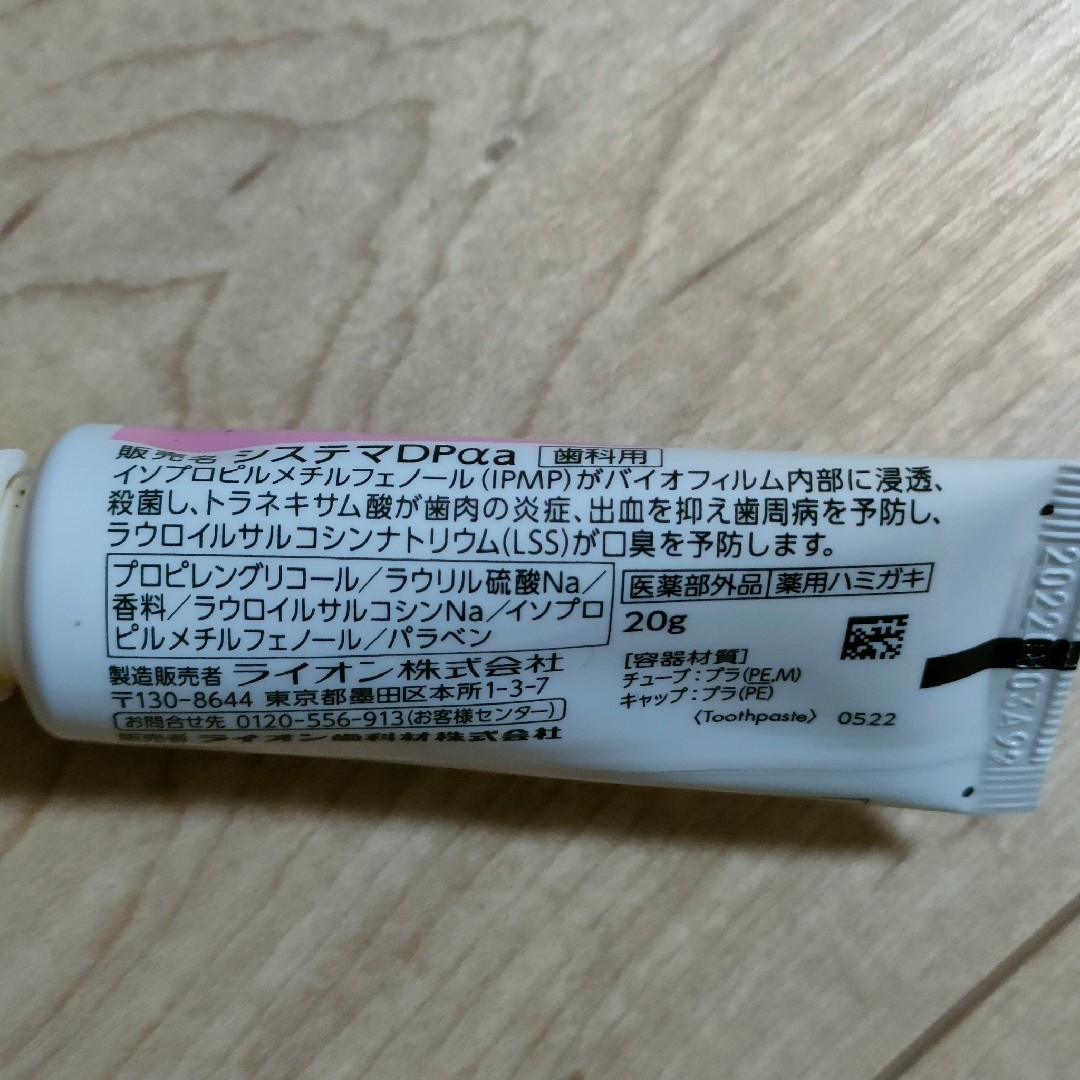 販売名 システマDPαa 歯科用
イソプロピルメチルフェノール(IPMP)がバイオフィルム内部に浸透、
殺菌し、トラネキサム酸が歯肉の炎症、出血を抑え歯周病を予防し、
ラウロイルサルコシンナトリウム(LSS)が口臭を予防します。
プロピレングリコール/ラウリル硫酸Na/
香料/ラウロイルサルコシンNa/イソプロ
ピルメチルフェノール/パラベン
医薬部外品 薬用ハミガキ
20g
[容器材質]
チューブ:プラ(PE,M)
キャップ:プラ(PE)
〈Toothpaste〉 0522
製造販売者 ライオン株式会社
〒130-8644 東京都墨田区本所1-3-7
お問合せ先 0120-556-913(お客様センター)
販売者 ライオン歯科材株式会社